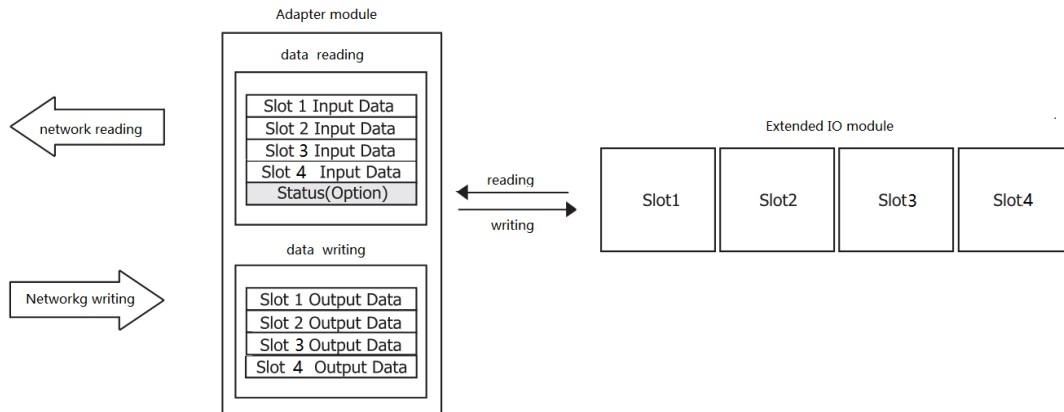 Adapter module
data reading
Slot 1 Input Data
Slot 2 Input Data
Slot 3 Input Data
Slot 4 Input Data
Status(Option)
network reading
reading
writing
Extended IO module
Slot1
Slot2
Slot3
Slot4
data writing
Networkg writing
Slot 1 Output Data
Slot 2 Output Data
Slot 3 Output Data
Slot 4 Output Data